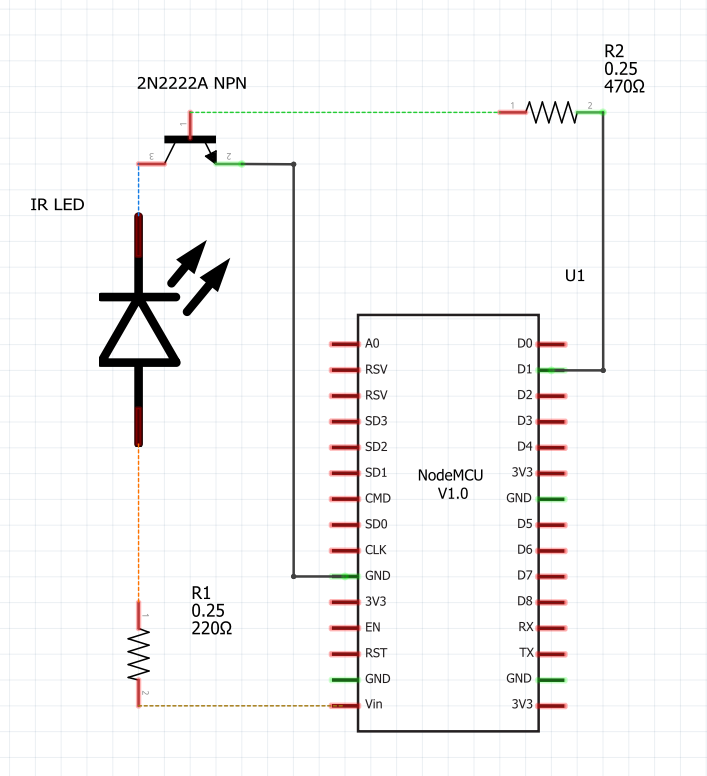 R2
0.25
470Ω
2N2222A NPN
1
1
2
3
2
IR LED
U1
A0
D0
RSV
D1
RSV
D2
SD3
D3
SD2
D4
SD1
3V3
NodeMCU
V1.0
CMD
GND
SD0
D5
CLK
D6
GND
D7
3V3
D8
EN
RX
RST
TX
GND
GND
Vin
3V3
R1
0.25
220Ω
1
2